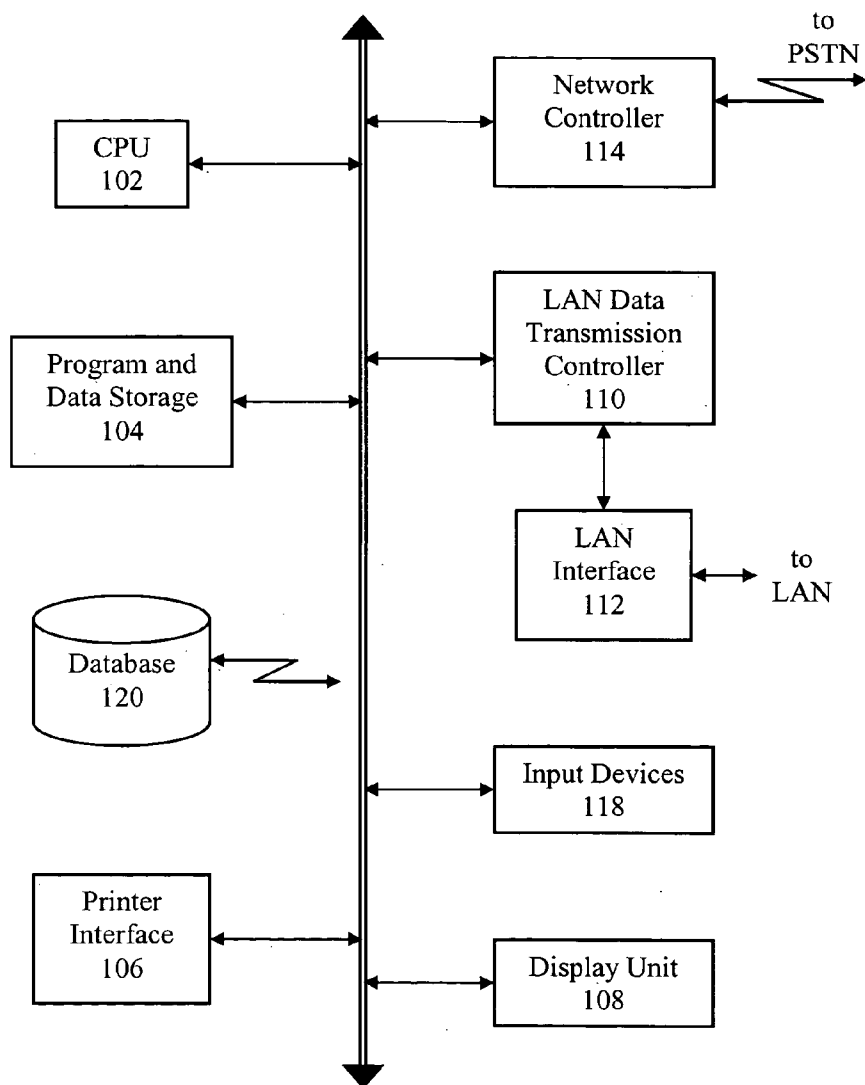 to
PSTN
Network
Controller
114
CPU
102
LAN Data
Transmission
Controller
110
Program and
Data Storage
104
LAN
Interface
112
to
LAN
Database
120
Input Devices
118
Printer
Interface
106
Display Unit
108